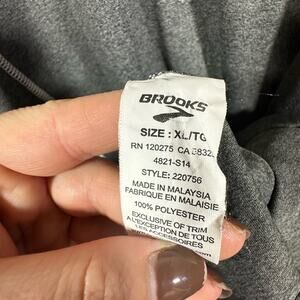 BROOKS
SIZE : XL/TG
RN 120275 CA
4821-S14
STYLE: 220756
MADE IN MALAYSIA
FABRIQUE EN MALAISIE
100% POLYESTER
EXCLUSIVE OF TRIM
A L'EXCEPTION DE TOUS
ACCESSOIRES